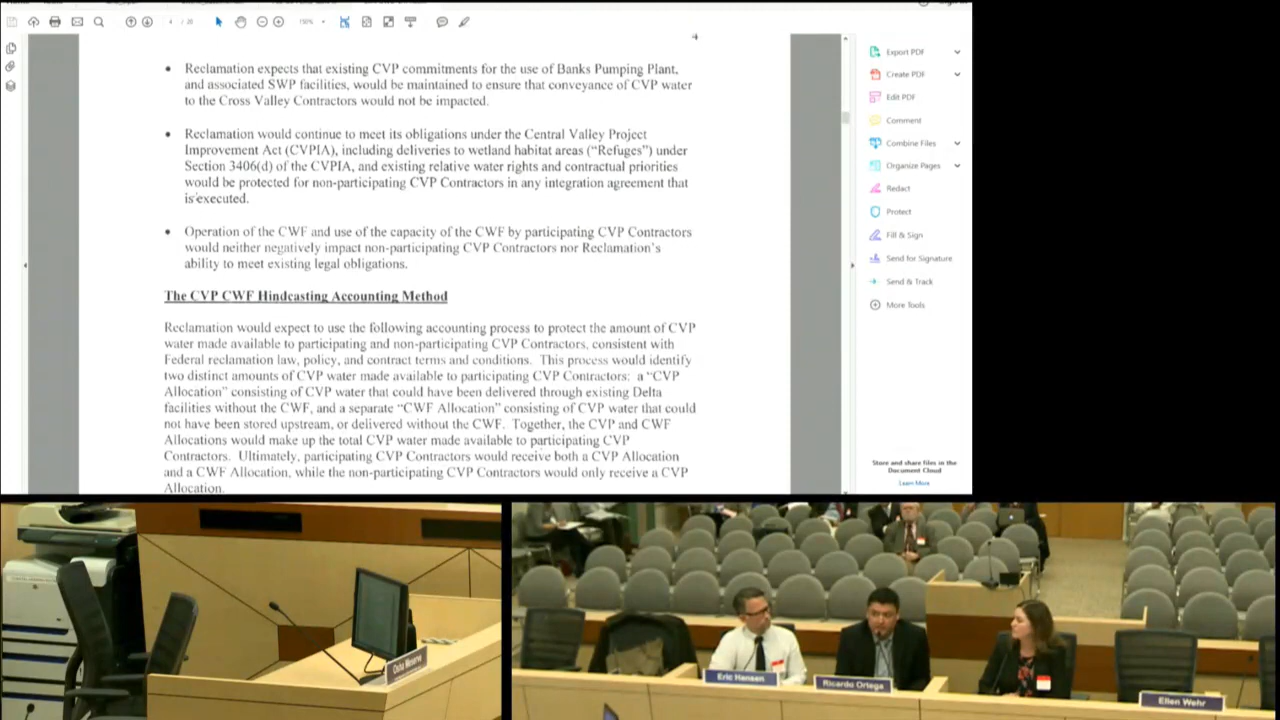 4 / 20
150%
4
• Reclamation expects that existing CVP commitments for the use of Banks Pumping Plant,
and associated SWP facilities, would be maintained to ensure that conveyance of CVP water
to the Cross Valley Contractors would not be impacted.
• Reclamation would continue to meet its obligations under the Central Valley Project
Improvement Act (CVPIA), including deliveries to wetland habitat areas (“Refuges”) under
Section 3406(d) of the CVPIA, and existing relative water rights and contractual priorities
would be protected for non-participating CVP Contractors in any integration agreement that
is executed.
• Operation of the CWF and use of the capacity of the CWF by participating CVP Contractors
would neither negatively impact non-participating CVP Contractors nor Reclamation’s
ability to meet existing legal obligations.
The CVP CWF Hindcasting Accounting Method
Reclamation would expect to use the following accounting process to protect the amount of CVP
water made available to participating and non-participating CVP Contractors, consistent with
Federal reclamation law, policy, and contract terms and conditions. This process would identify
two distinct amounts of CVP water made available to participating CVP Contractors: a “CVP
Allocation” consisting of CVP water that could have been delivered through existing Delta
facilities without the CWF, and a separate “CWF Allocation” consisting of CVP water that could
not have been stored upstream, or delivered without the CWF. Together, the CVP and CWF
Allocations would make up the total CVP water made available to participating CVP
Contractors. Ultimately, participating CVP Contractors would receive both a CVP Allocation
and a CWF Allocation, while the non-participating CVP Contractors would only receive a CVP
Allocation.
Export PDF
Create PDF
Edit PDF
Comment
Combine Files
Organize Pages
Redact
Protect
Fill & Sign
Send for Signature
Send & Track
More Tools
Store and share files in the
Document Cloud
Learn More
Osha Meserve
Eric Hansen
Ricardo Ortega
Ellen Wehr